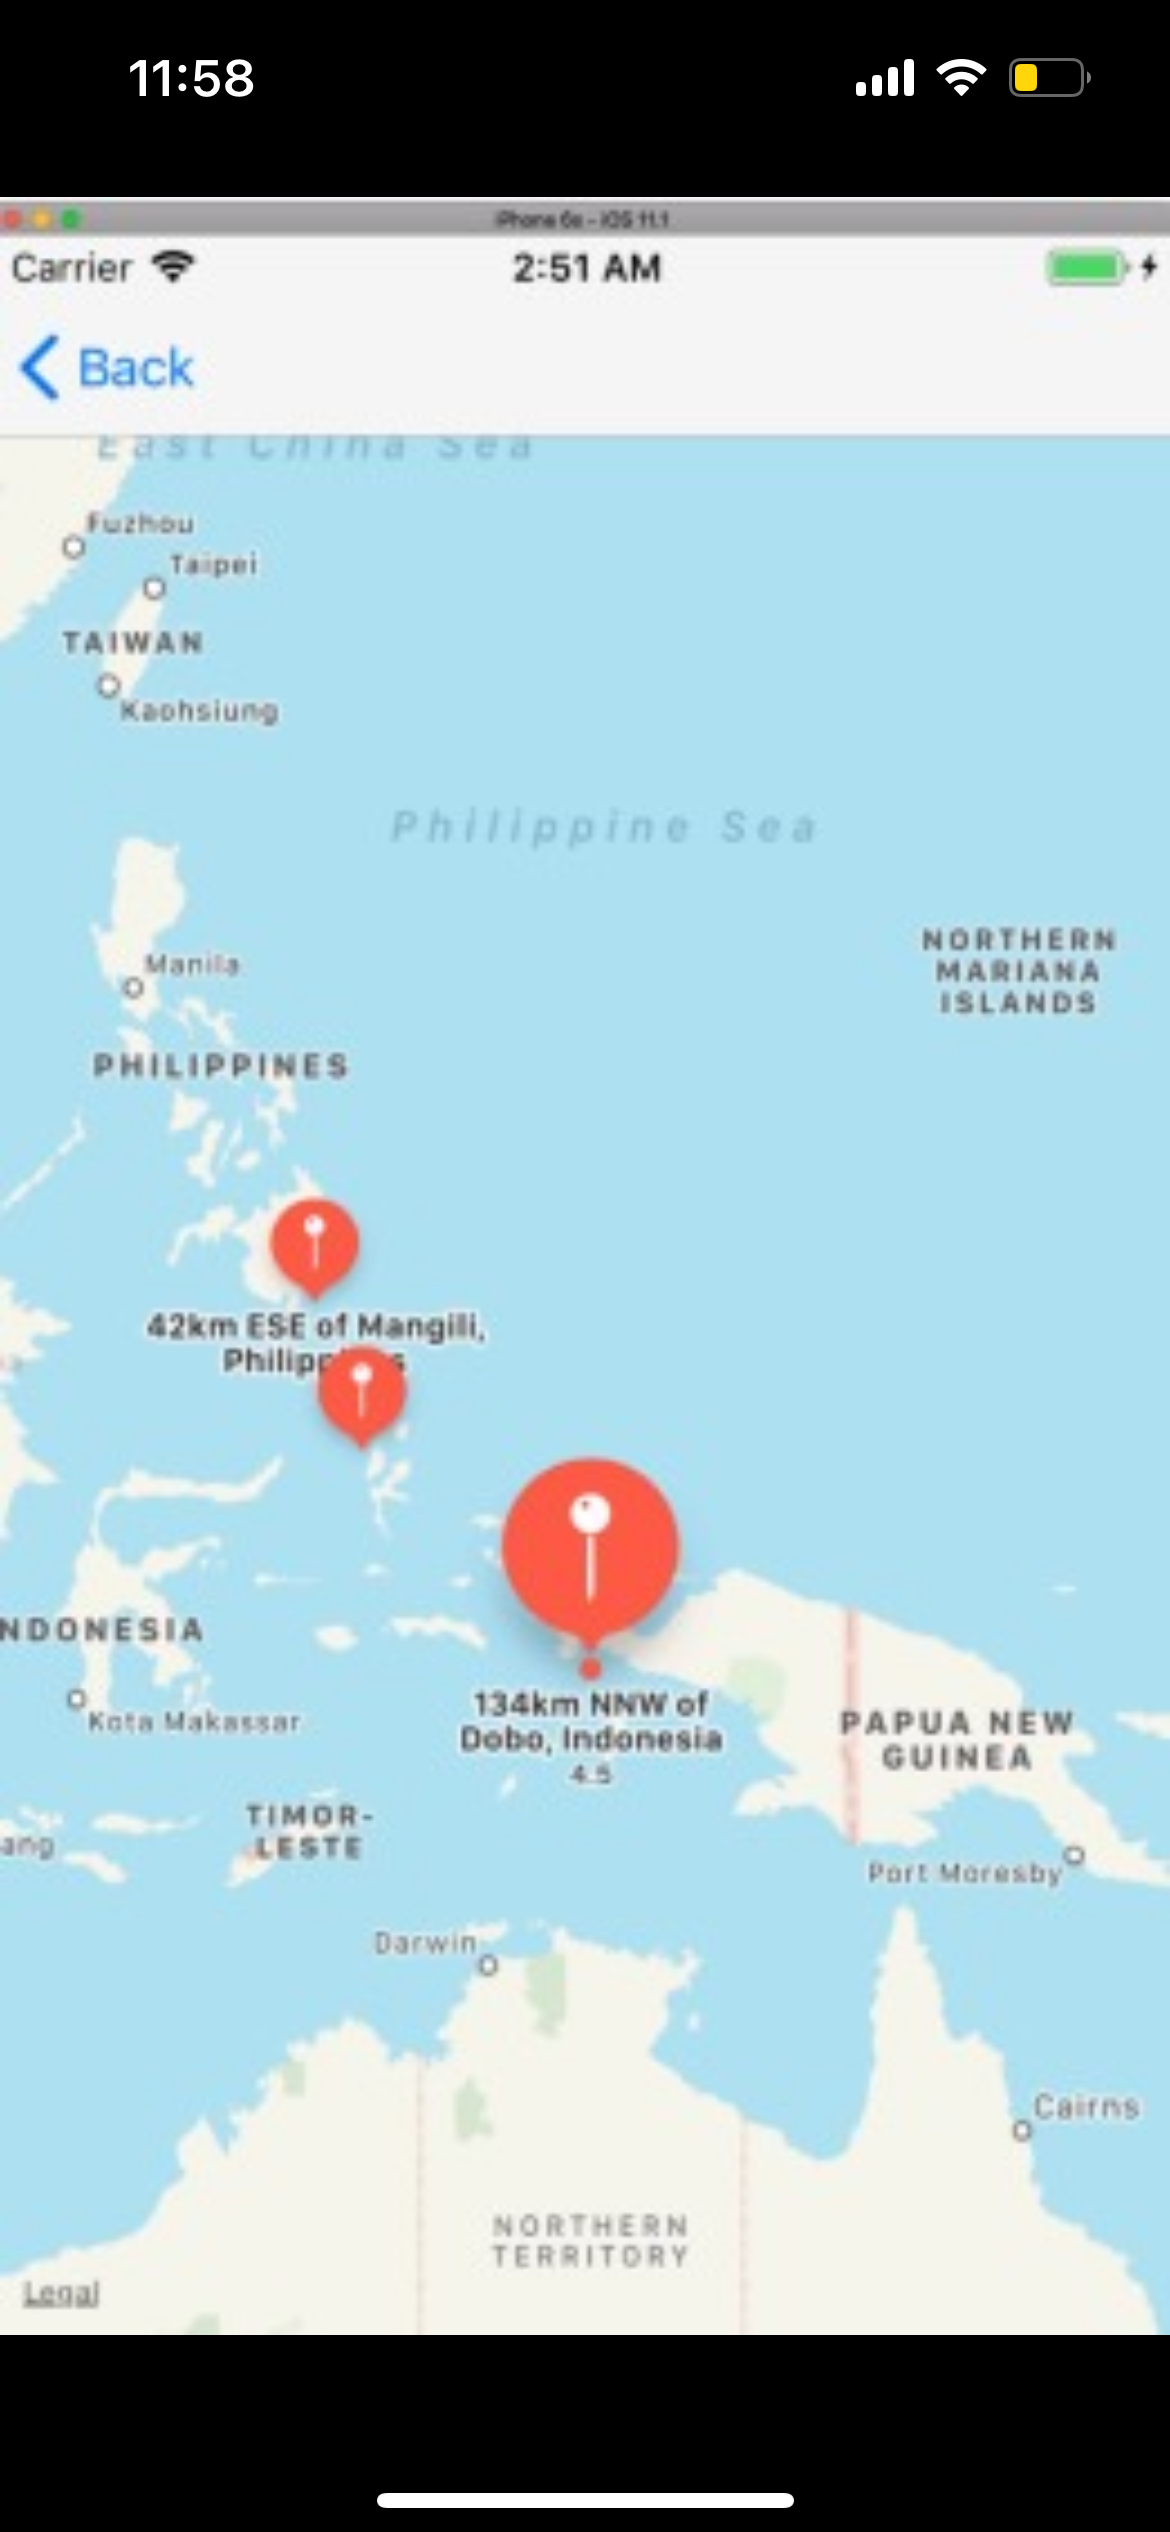 11:58
iPhone 6s - iOS 11.1
Carrier
2:51 AM
Back
East China Sea
Fuzhou
Taipei
TAIWAN
Kaohsiung
Philippine Sea
NORTHERN
MARIANA
ISLANDS
Manila
PHILIPPINES
42km ESE of Mangili,
NDONESIA
Kota Makassar
134km NNW of
Dobo, Indonesia
4.5
PAPUA NEW
GUINEA
TIMOR-
LESTE
ang
Port Moresby
Darwin
Cairns
NORTHERN
TERRITORY
Legal